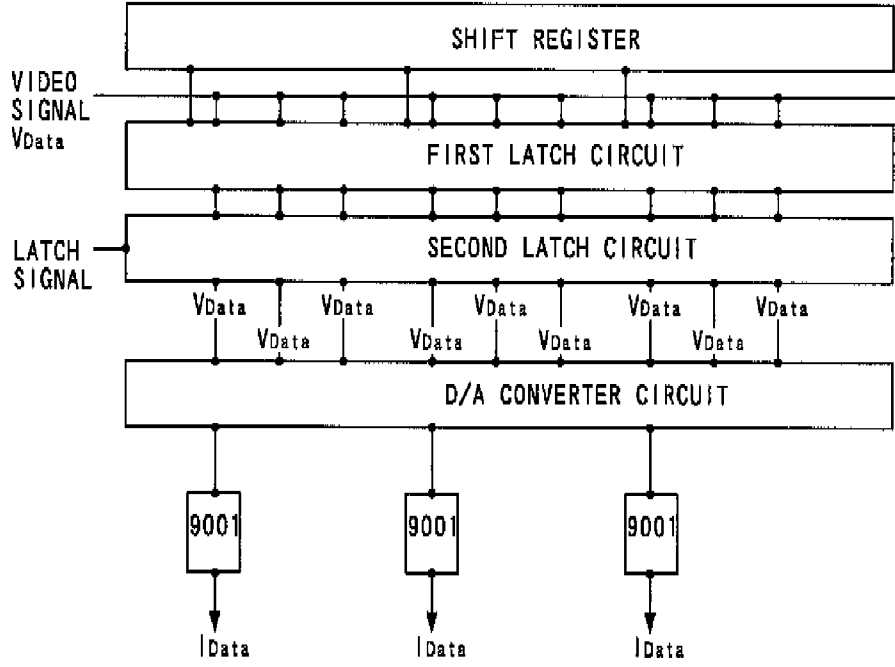 SHIFT REGISTER
VIDEO
SIGNAL
VData
FIRST LATCH CIRCUIT
LATCH
SIGNAL
SECOND LATCH CIRCUIT
VData VData VData VData VData VData VData VData VData
D/A CONVERTER CIRCUIT
9001 9001 9001
IData IData IData